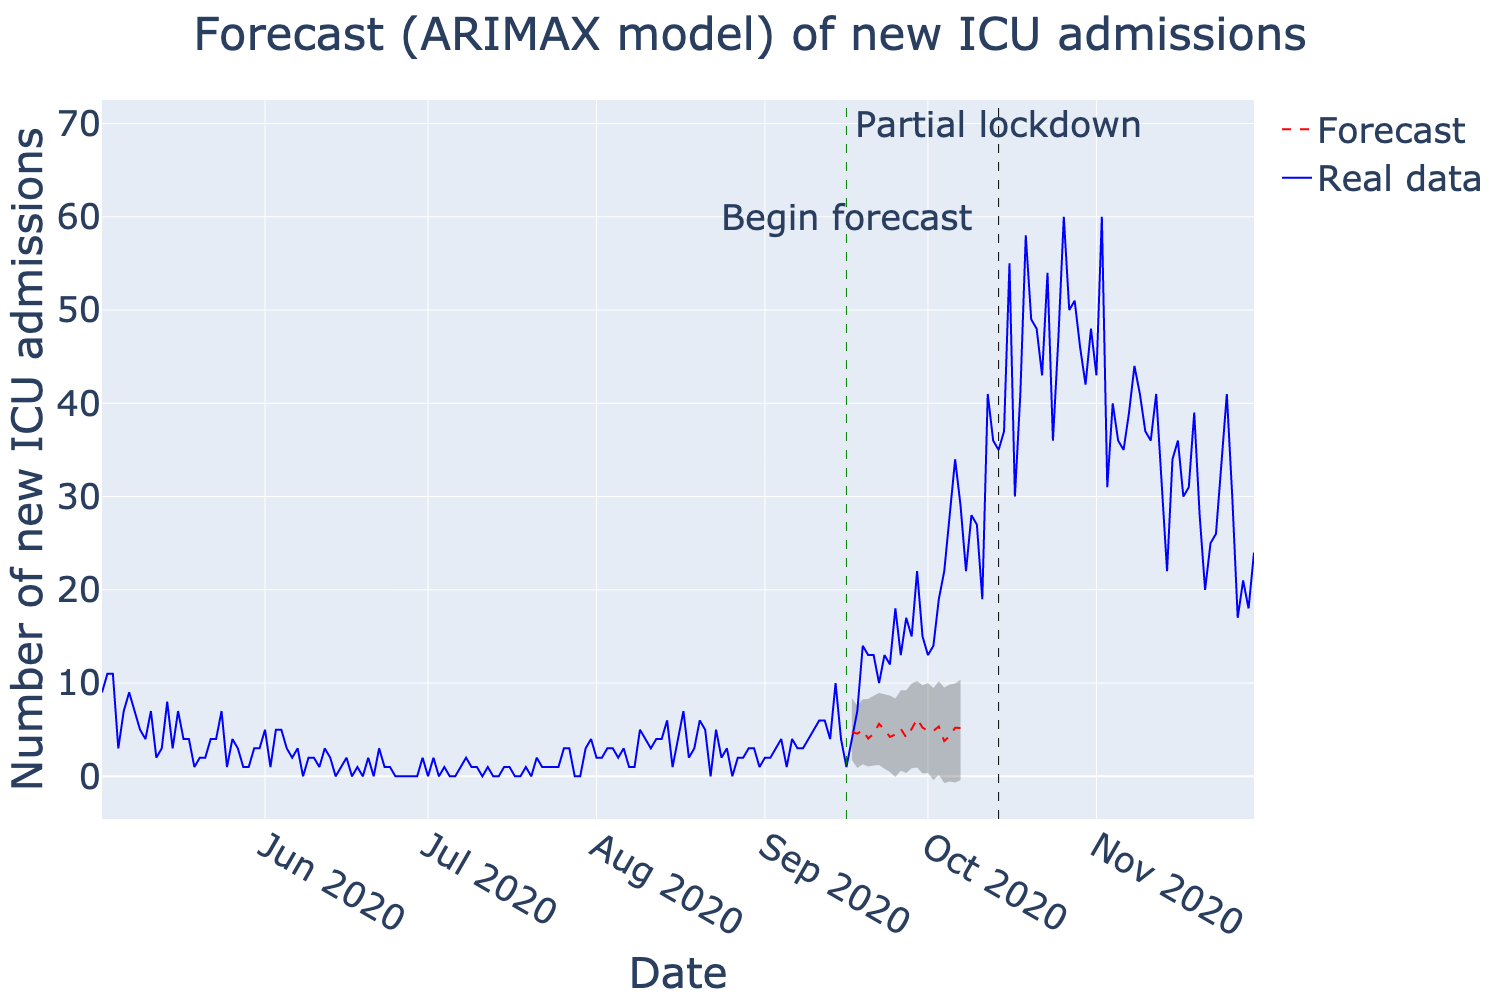 Forecast (ARIMAX model) of new ICU admissions
Number of new ICU admissions
70
60
50
40
30
20
10
0
Partial lockdown
Begin forecast
Forecast
Real data
Jun 2020
Jul 2020
Aug 2020
Sep 2020
Oct 2020
Nov 2020
Date